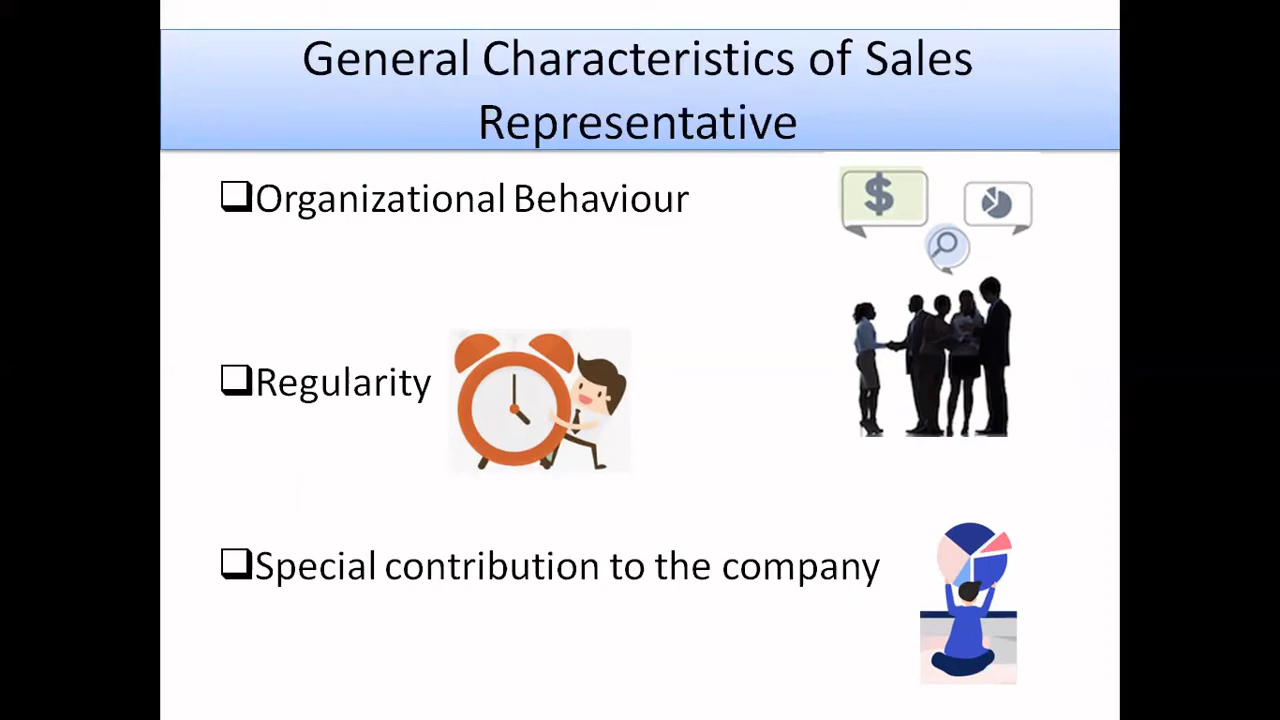 General Characteristics of Sales
Representative
❑Organizational Behaviour
$
❑Regularity
❑Special contribution to the company